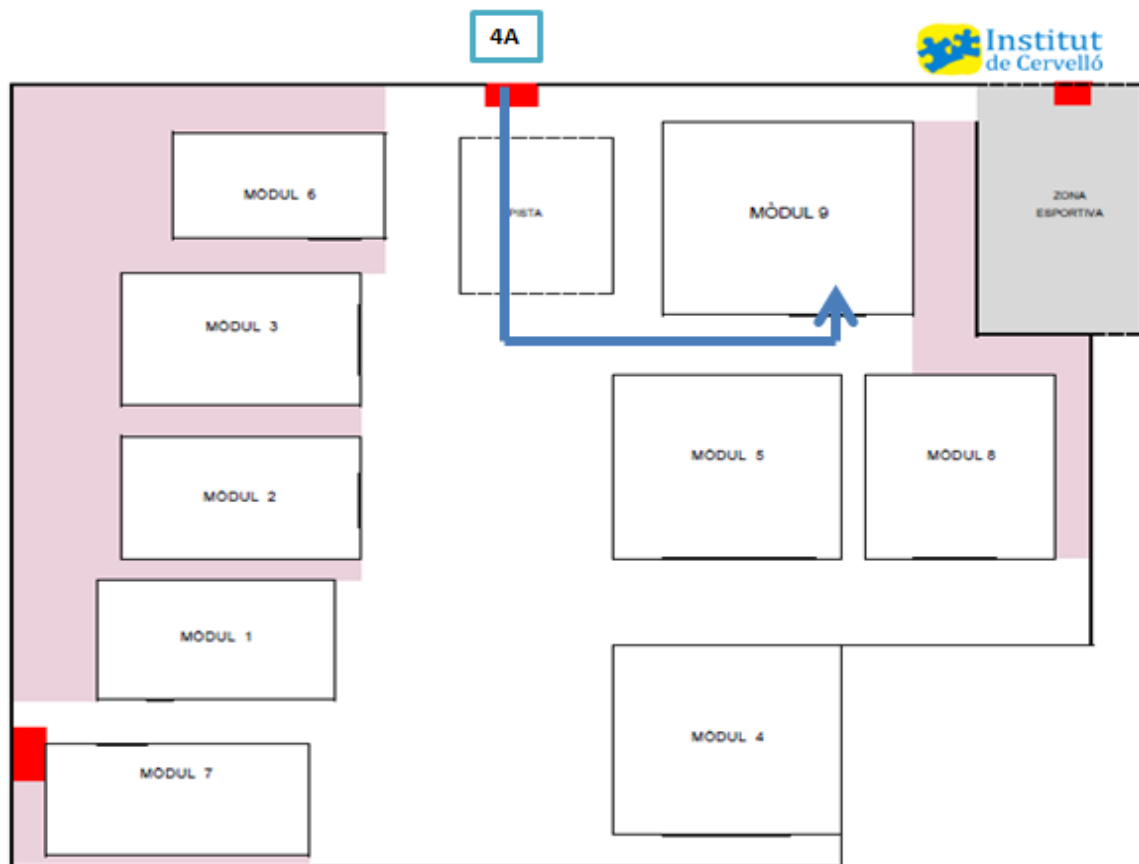 4A
Institut
de Cervelló
MÒDUL 6
PISTA
MÒDUL 9
ZONA
ESPORTIVA
MÒDUL 3
MÒDUL 5
MÒDUL 8
MÒDUL 2
MÒDUL 1
MÒDUL 4
MÒDUL 7